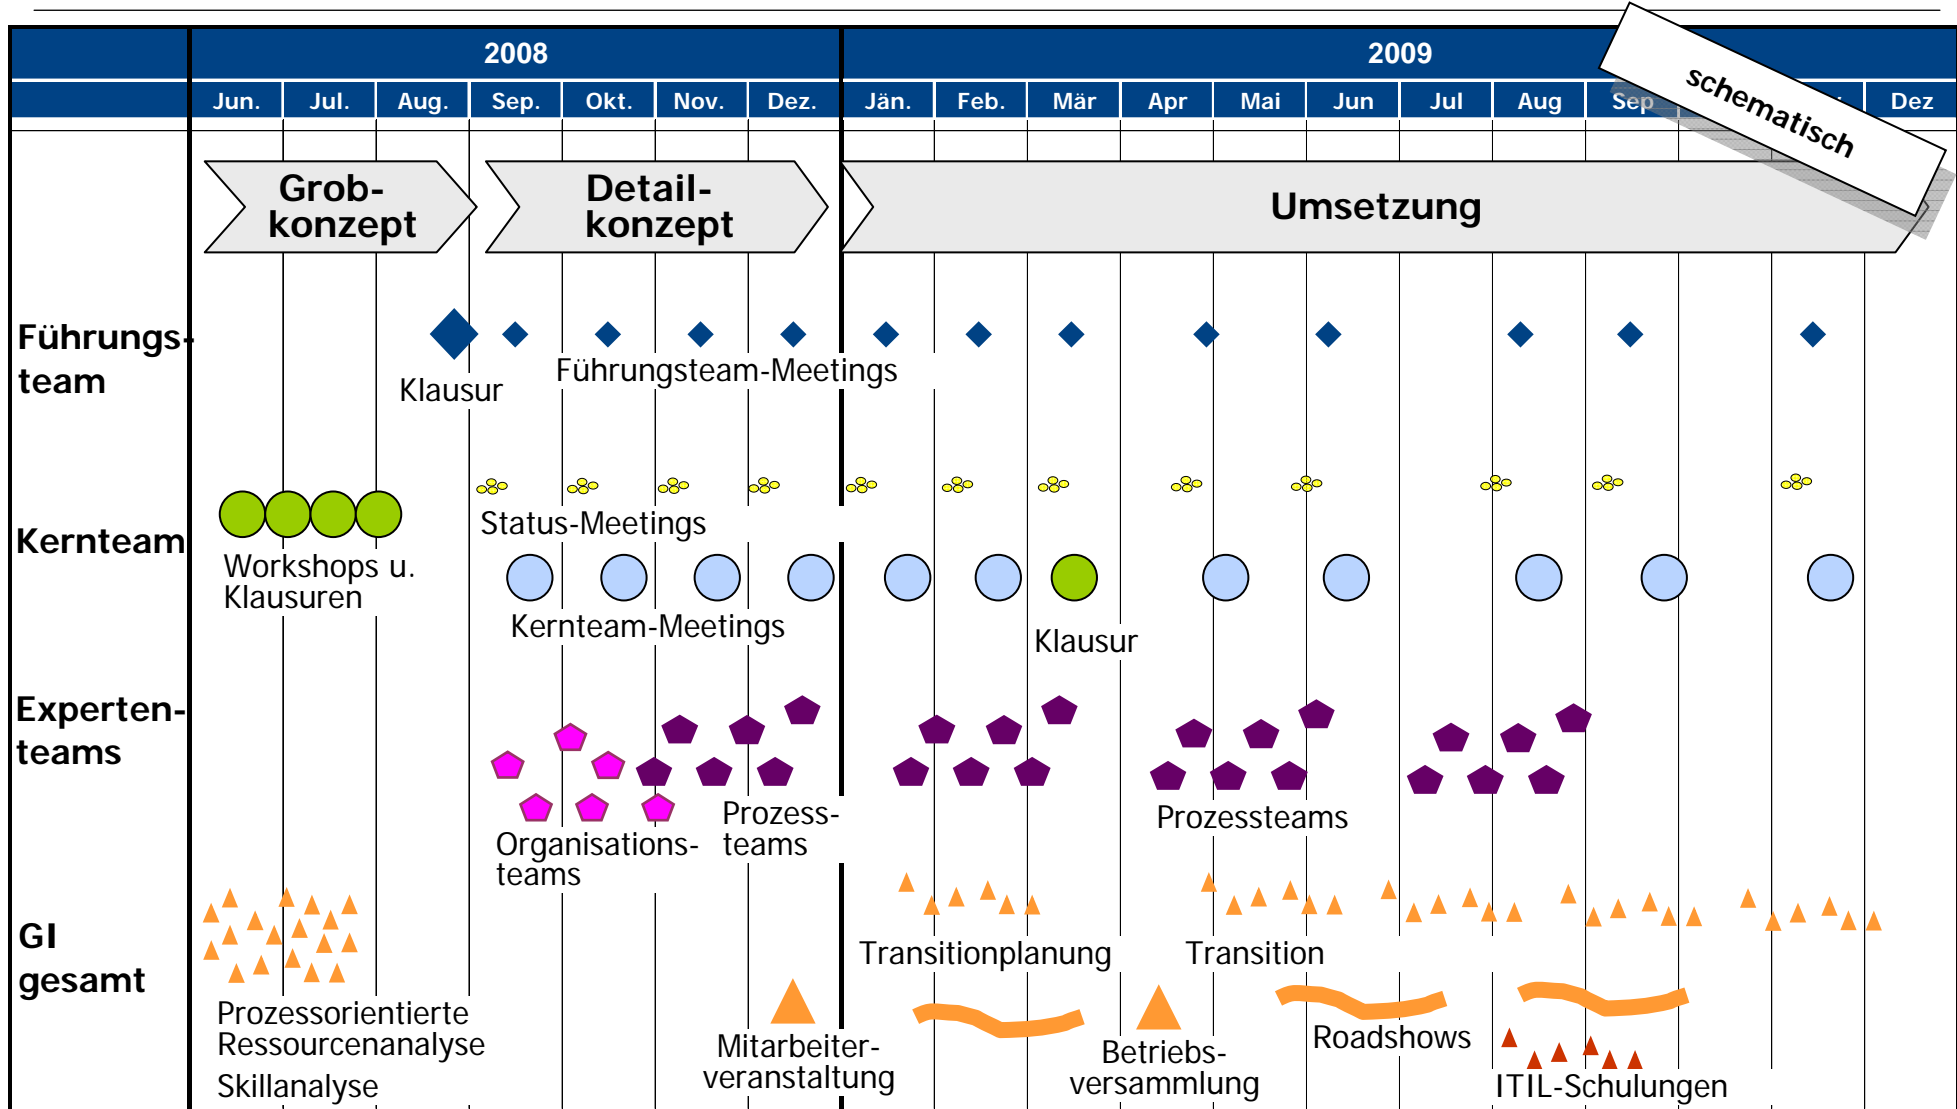 2008
2009
Jun.
Jul.
Aug.
Sep.
Okt.
Nov.
Dez.
Jän.
Feb.
Mär
Apr
Mai
Jun
Jul
Aug
Sep
Dez
schematisch
Grob-
konzept
Detail-
konzept
Umsetzung
Führungs-
team
Klausur
Führungsteam-Meetings
Kernteam
Status-Meetings
Workshops u.
Klausuren
Kernteam-Meetings
Klausur
Experten-
teams
Organisations-
teams
Prozess-
teams
Prozessteams
GI
gesamt
Transitionplanung
Transition
Prozessorientierte
Ressourcenanalyse
Skillanalyse
Mitarbeiter-
veranstaltung
Betriebs-
versammlung
Roadshows
ITIL-Schulungen